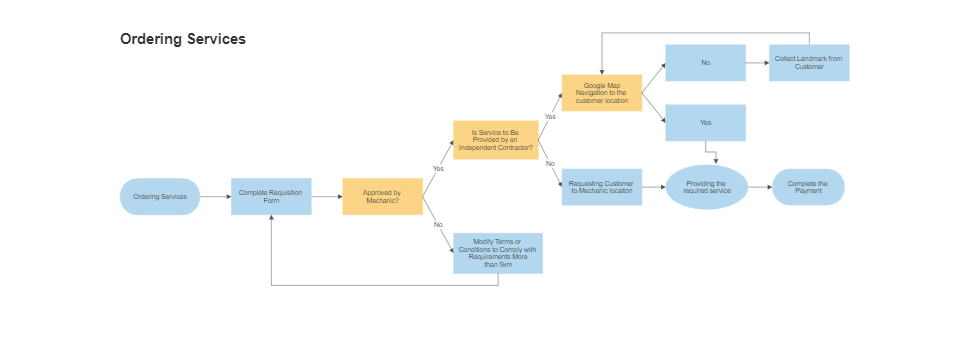 Ordering Services
Ordering Services
Complete Requisition
Form
Approved by
Mechanic?
Yes
No
Is Service to Be
Provided by an
Independent Contractor?
Modify Terms or
Conditions to Comply with
Requirements More
than 5km
Yes
No
Google Map
Navigation to the
customer location
Requesting Customer
to Mechanic location
No
Yes
Collect Landmark from
Customer
Providing the
required service
Complete the
Payment